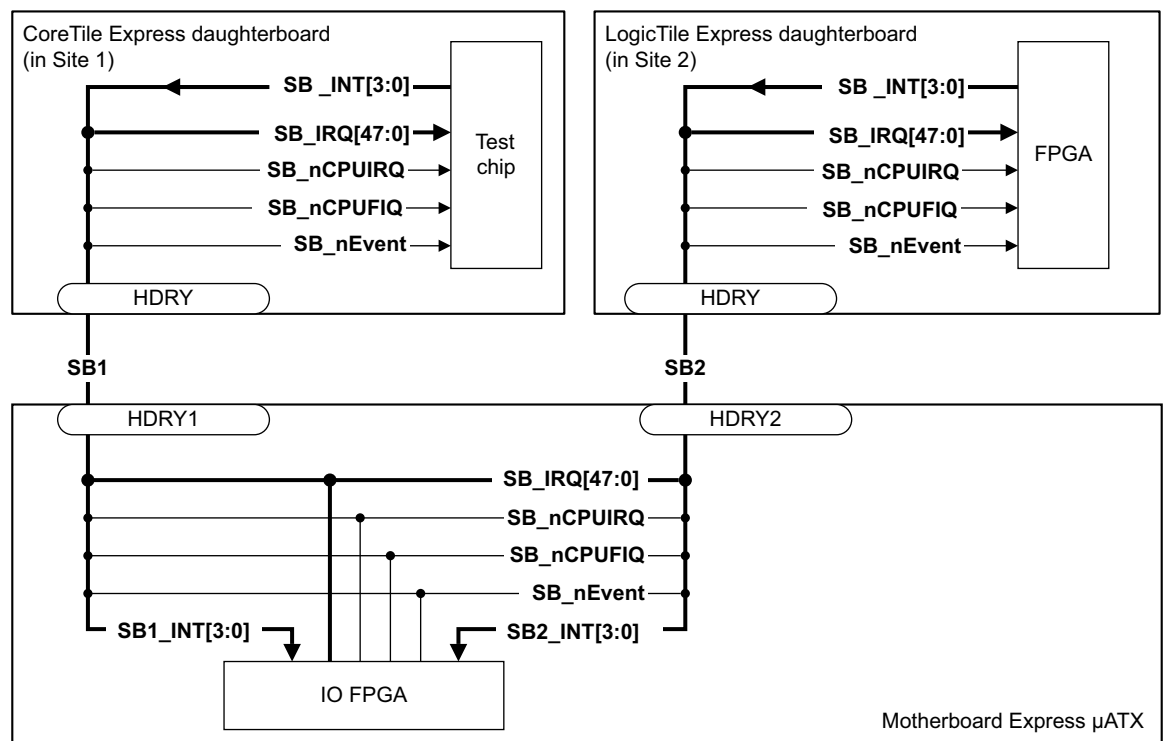 CoreTile Express daughterboard
(in Site 1)
SB _INT[3:0]
SB_IRQ[47:0]
SB_nCPUIRQ
SB_nCPUFIQ
SB_nEvent
Test
chip
HDRY
LogicTile Express daughterboard
(in Site 2)
SB _INT[3:0]
SB_IRQ[47:0]
SB_nCPUIRQ
SB_nCPUFIQ
SB_nEvent
FPGA
HDRY
SB1
SB2
HDRY1
HDRY2
SB_IRQ[47:0]
SB_nCPUIRQ
SB_nCPUFIQ
SB_nEvent
SB1_INT[3:0]
SB2_INT[3:0]
IO FPGA
Motherboard Express µATX